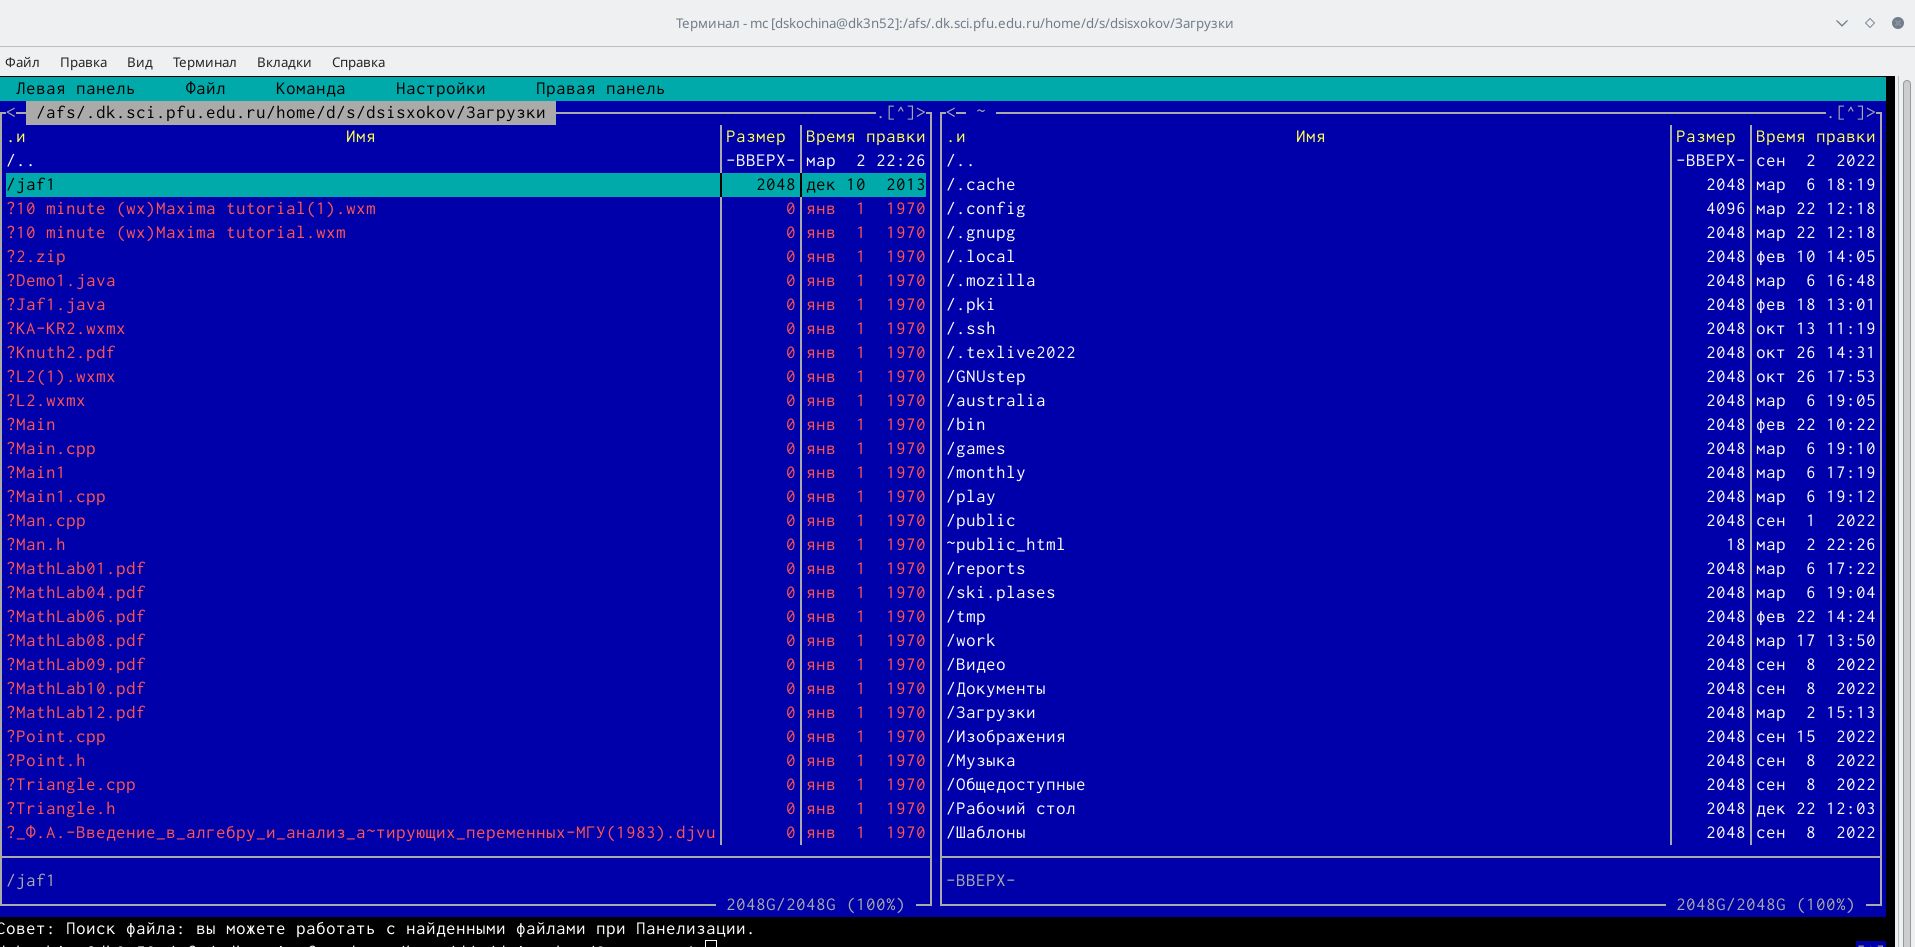 Терминал - mc [dskochina@dk3n52]:/afs/.dk.sci.pfu.edu.ru/home/d/s/dsisxokov/Загрузки
Файл Правка Вид Терминал Вкладки Справка
Левая панель Файл Команда Настройки Правая панель
<─ /afs/.dk.sci.pfu.edu.ru/home/d/s/dsisxokov/Загрузки .[^]>
.и Имя Размер Время правки
/.. -ВВЕРХ- мар 2 22:26
/jaf1 2048 дек 10 2013
?10 minute (wx)Maxima tutorial(1).wxm 0 янв 1 1970
?10 minute (wx)Maxima tutorial.wxm 0 янв 1 1970
?2.zip 0 янв 1 1970
?Demo1.java 0 янв 1 1970
?Jaf1.java 0 янв 1 1970
?KA-KR2.wxmx 0 янв 1 1970
?Knuth2.pdf 0 янв 1 1970
?L2(1).wxmx 0 янв 1 1970
?L2.wxmx 0 янв 1 1970
?Main 0 янв 1 1970
?Main.cpp 0 янв 1 1970
?Main1 0 янв 1 1970
?Main1.cpp 0 янв 1 1970
?Man.cpp 0 янв 1 1970
?Man.h 0 янв 1 1970
?MathLab01.pdf 0 янв 1 1970
?MathLab04.pdf 0 янв 1 1970
?MathLab06.pdf 0 янв 1 1970
?MathLab08.pdf 0 янв 1 1970
?MathLab09.pdf 0 янв 1 1970
?MathLab10.pdf 0 янв 1 1970
?MathLab12.pdf 0 янв 1 1970
?Point.cpp 0 янв 1 1970
?Point.h 0 янв 1 1970
?Triangle.cpp 0 янв 1 1970
?Triangle.h 0 янв 1 1970
?_Ф.А.-Введение_в_алгебру_и_анализ_а~тирующих_переменных-МГУ(1983).djvu 0 янв 1 1970
/jaf1
2048G/2048G (100%)
<─ ~ .[^]>
.и Имя Размер Время правки
/.. -ВВЕРХ- сен 2 2022
/.cache 2048 мар 6 18:19
/.config 4096 мар 22 12:18
/.gnupg 2048 мар 22 12:18
/.local 2048 фев 10 14:05
/.mozilla 2048 мар 6 16:48
/.pki 2048 фев 18 13:01
/.ssh 2048 окт 13 11:19
/.texlive2022 2048 окт 26 14:31
/GNUstep 2048 окт 26 17:53
/australia 2048 мар 6 19:05
/bin 2048 фев 22 10:22
/games 2048 мар 6 19:10
/monthly 2048 мар 6 17:19
/play 2048 мар 6 19:12
/public 2048 сен 1 2022
~public_html 18 мар 2 22:26
/reports 2048 мар 6 17:22
/ski.plases 2048 мар 6 19:04
/tmp 2048 фев 22 14:24
/work 2048 мар 17 13:50
/Видео 2048 сен 8 2022
/Документы 2048 сен 8 2022
/Загрузки 2048 мар 2 15:13
/Изображения 2048 сен 15 2022
/Музыка 2048 сен 8 2022
/Общедоступные 2048 сен 8 2022
/Рабочий стол 2048 дек 22 12:03
/Шаблоны 2048 сен 8 2022
-ВВЕРХ-
2048G/2048G (100%)
Совет: Поиск файла: вы можете работать с найденными файлами при Панелизации.